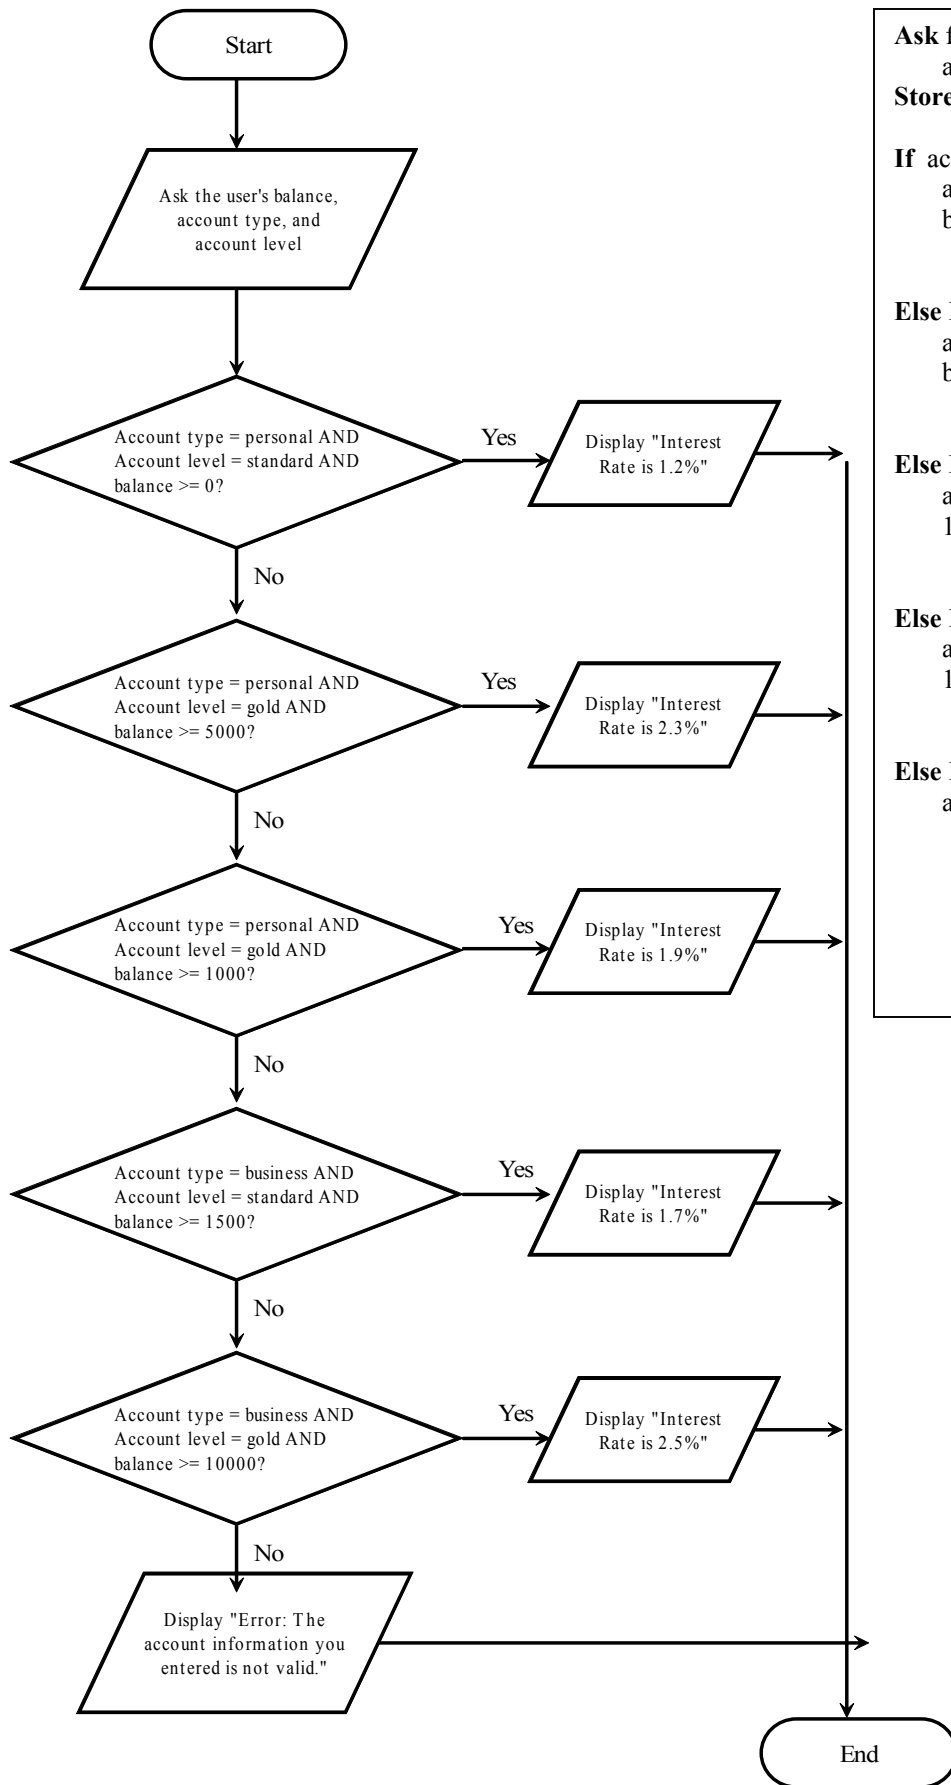 Start
Ask the user's balance,
account type, and
account level
Account type = personal AND
Account level = standard AND
balance >= 0?
Yes
Display "Interest
Rate is 1.2%"
No
Account type = personal AND
Account level = gold AND
balance >= 5000?
Yes
Display "Interest
Rate is 2.3%"
No
Account type = personal AND
Account level = gold AND
balance >= 1000?
Yes
Display "Interest
Rate is 1.9%"
No
Account type = business AND
Account level = standard AND
balance >= 1500?
Yes
Display "Interest
Rate is 1.7%"
No
Account type = business AND
Account level = gold AND
balance >= 10000?
Yes
Display "Interest
Rate is 2.5%"
No
Display "Error: The
account information you
entered is not valid."
End
Ask
Store
If
Else
Else
Else
Else